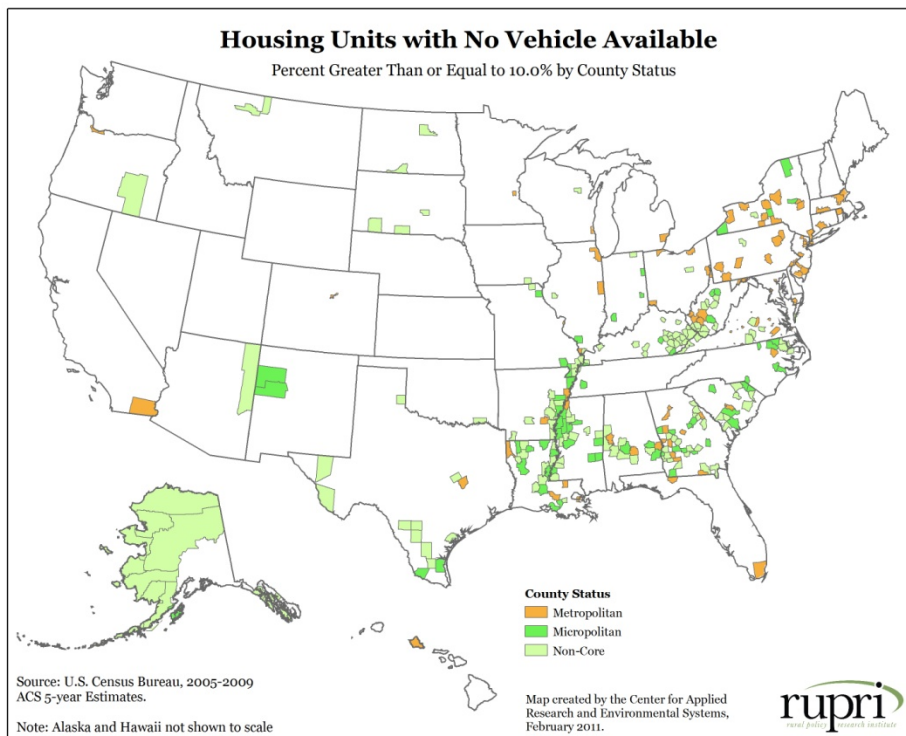 Housing Units with No Vehicle Available
Percent Greater Than or Equal to 10.0% by County Status
County Status
Metropolitan
Micropolitan
Non-Core
Source: U.S. Census Bureau, 2005-2009
ACS 5-year Estimates.
Note: Alaska and Hawaii not shown to scale
Map created by the Center for Applied
Research and Environmental Systems,
February 2011.
rupri
rural policy research institute